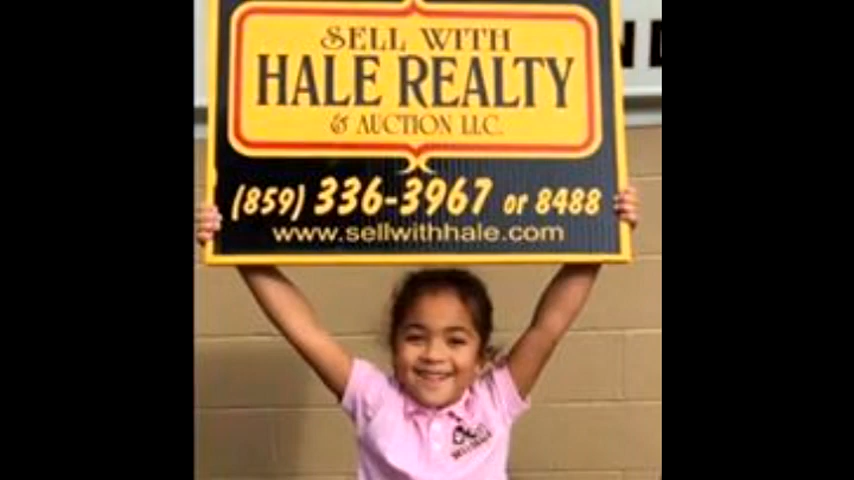 SELL WITH
HALE REALTY
& AUCTION LLC.
(859) 336-3967 or 8488
www.sellwithhale.com